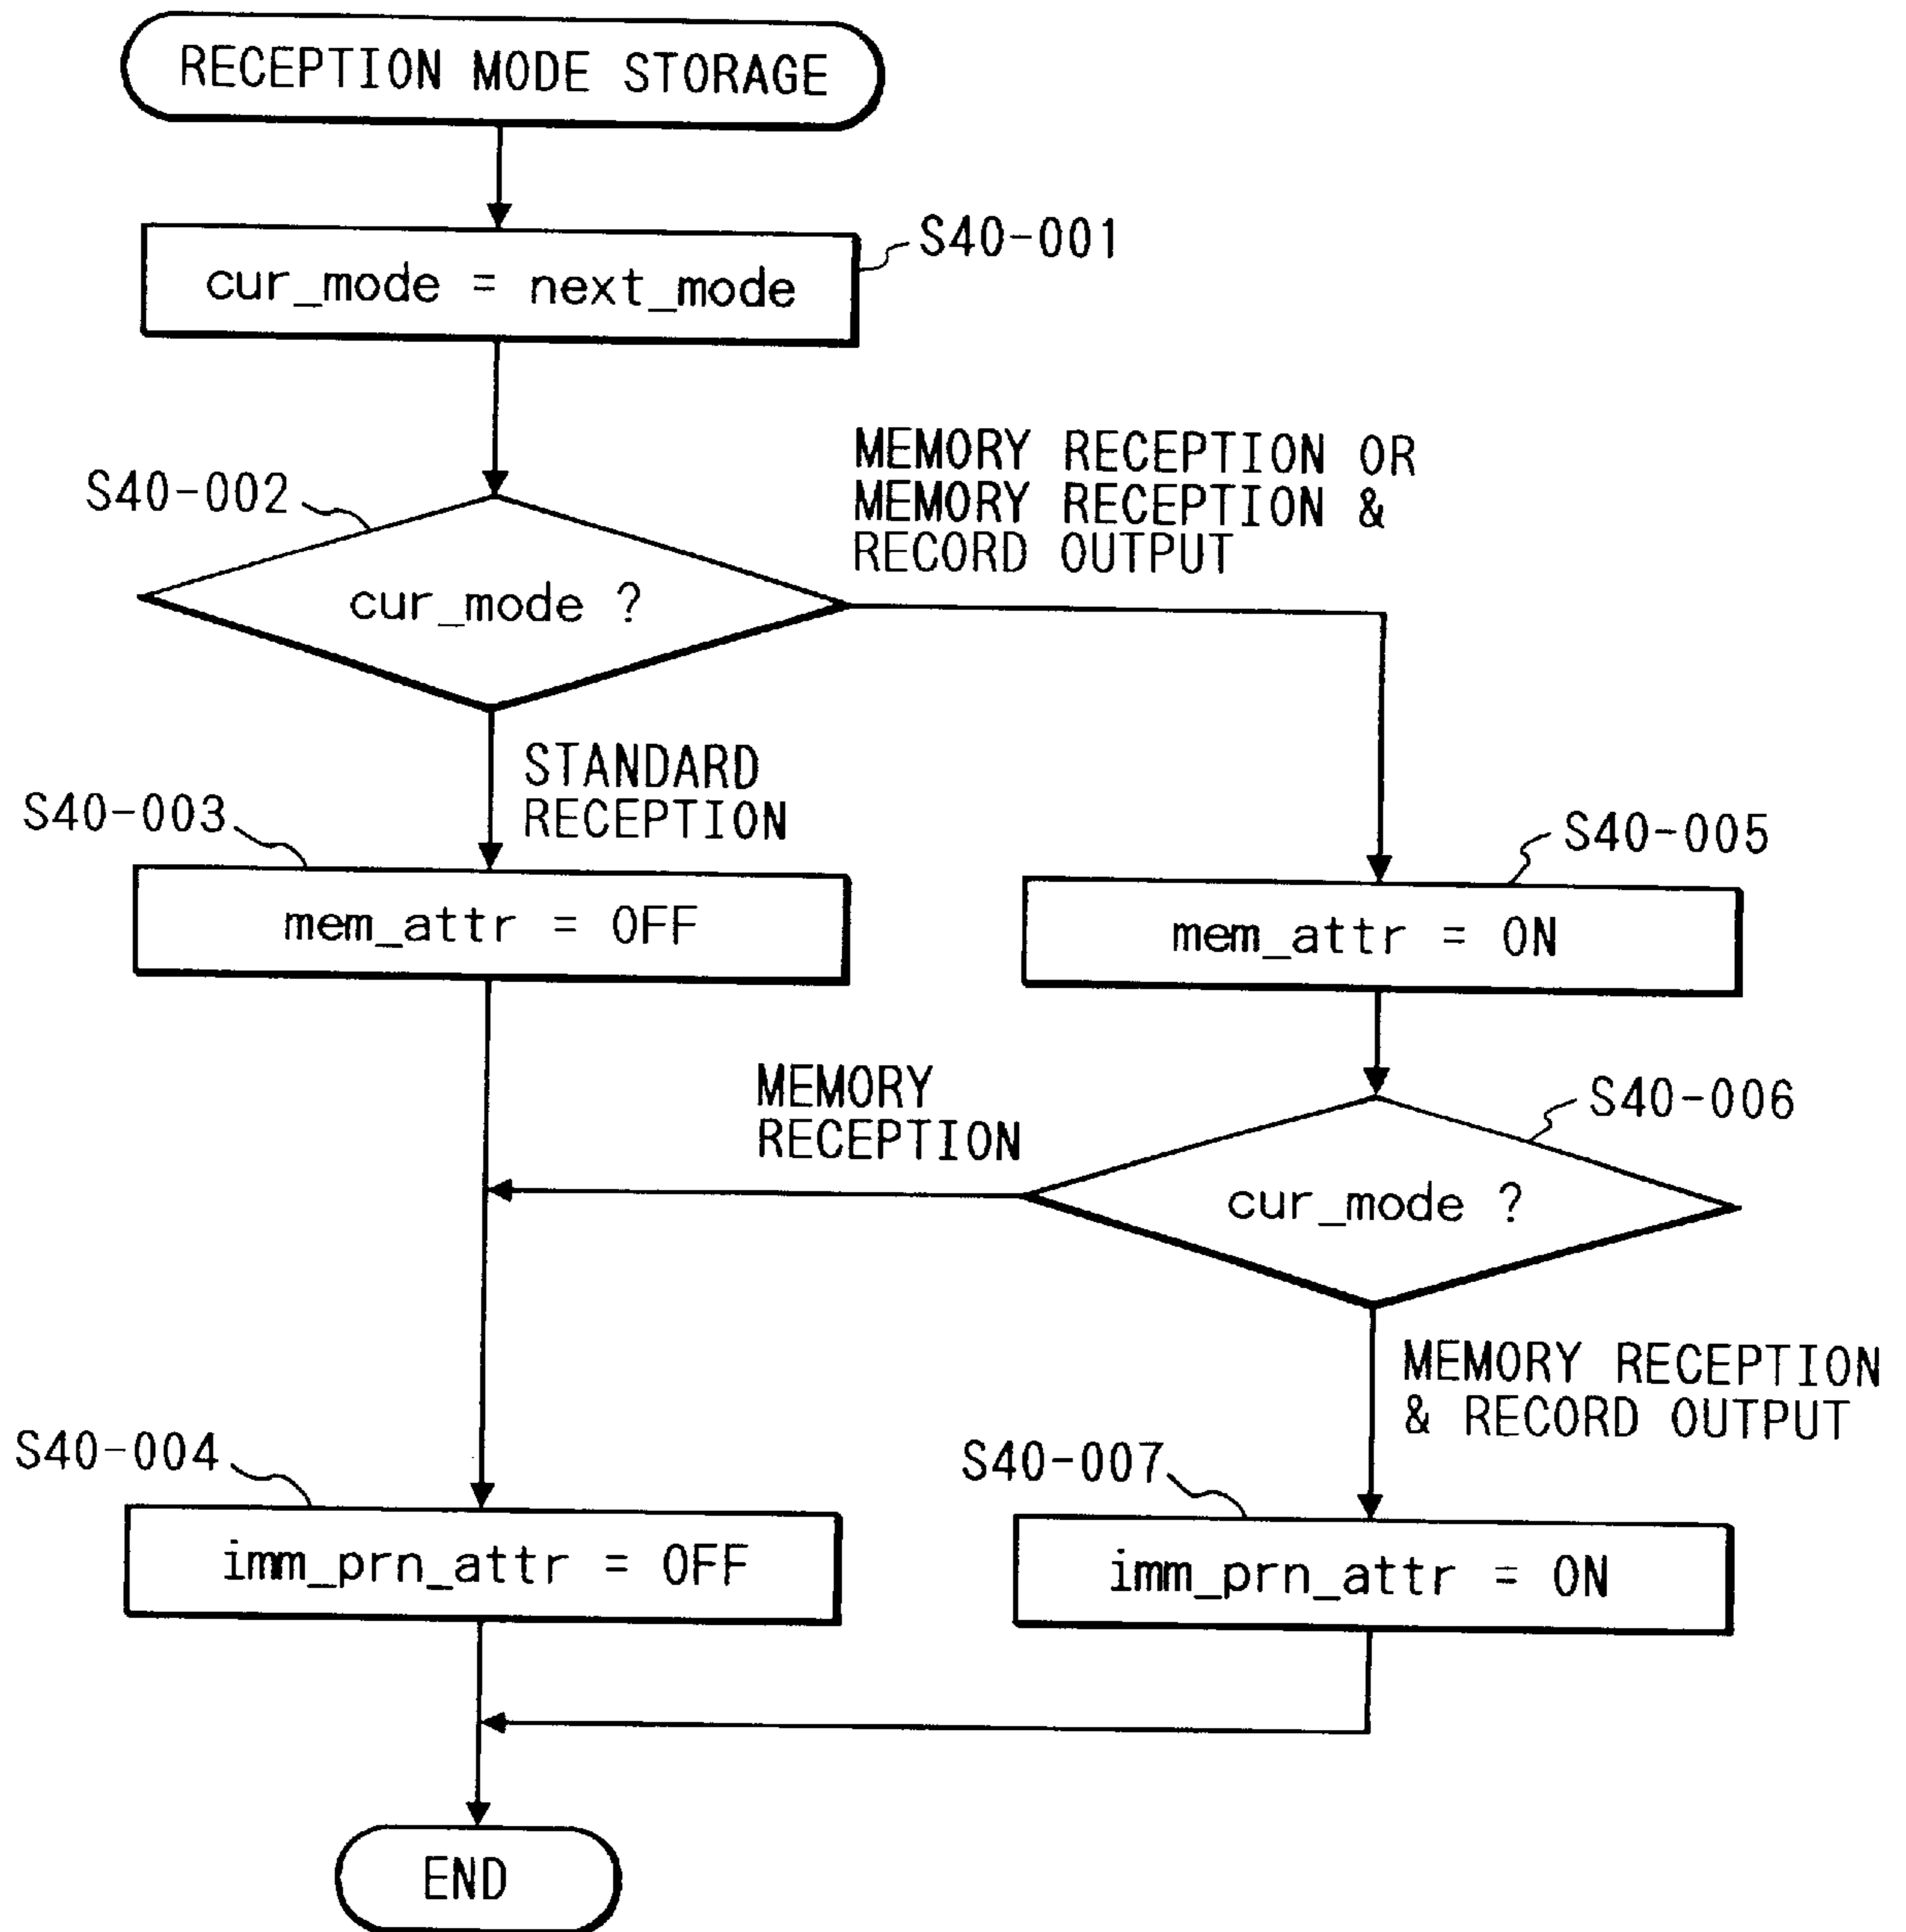 RECEPTION MODE STORAGE
S40-001
cur_mode = next_mode
MEMORY RECEPTION OR
MEMORY RECEPTION &
RECORD OUTPUT
S40-002
cur_mode ?
STANDARD
RECEPTION
S40-003
mem_attr = OFF
S40-005
mem_attr = ON
MEMORY
RECEPTION
S40-006
cur_mode ?
MEMORY RECEPTION
& RECORD OUTPUT
S40-004
imm_prn_attr = OFF
S40-007
imm_prn_attr = ON
END